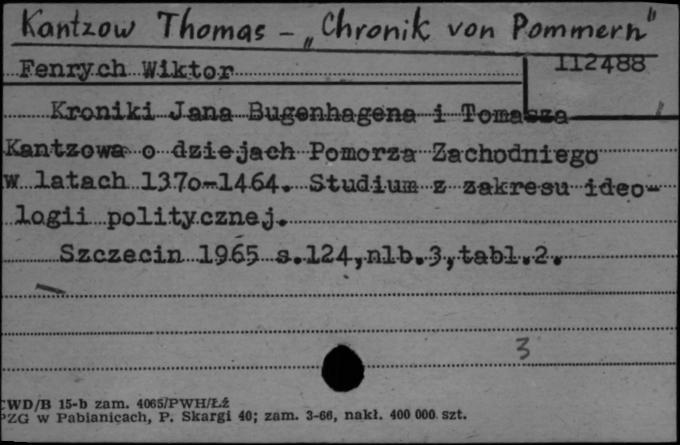 Kantzow Thomas – „Chronik von Pommern"
Fenrych Wiktor
112488
Kroniki Jana Bugenhagena i Tomasza
Kantzowa o dziejach Pomorza Zachodniego
w latach 1370-1464. Studium z zakresu ideo-
logii politycznej.
Szczecin 1965 s.124,nlb.3,tabl.2.
3
CWD/B 15-b zam. 4065/PWH/Łź
PZG w Pabianicach, P. Skargi 40; zam. 3-66, nakł. 400 000 szt.